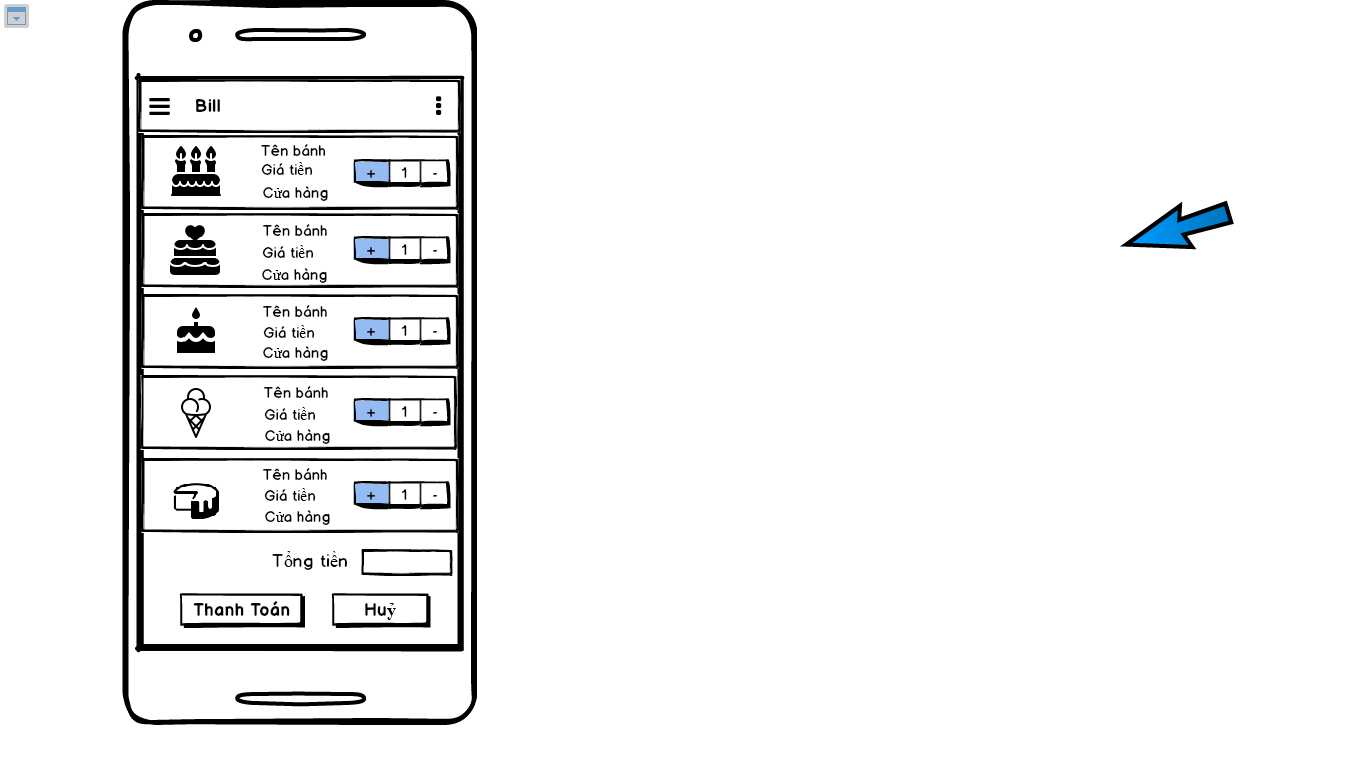 Bill
Tên bánh
Giá tiền
Cửa hàng
+ 1 -
Tên bánh
Giá tiền
Cửa hàng
+ 1 -
Tên bánh
Giá tiền
Cửa hàng
+ 1 -
Tên bánh
Giá tiền
Cửa hàng
+ 1 -
Tên bánh
Giá tiền
Cửa hàng
+ 1 -
Tổng tiền
Thanh Toán Huỷ